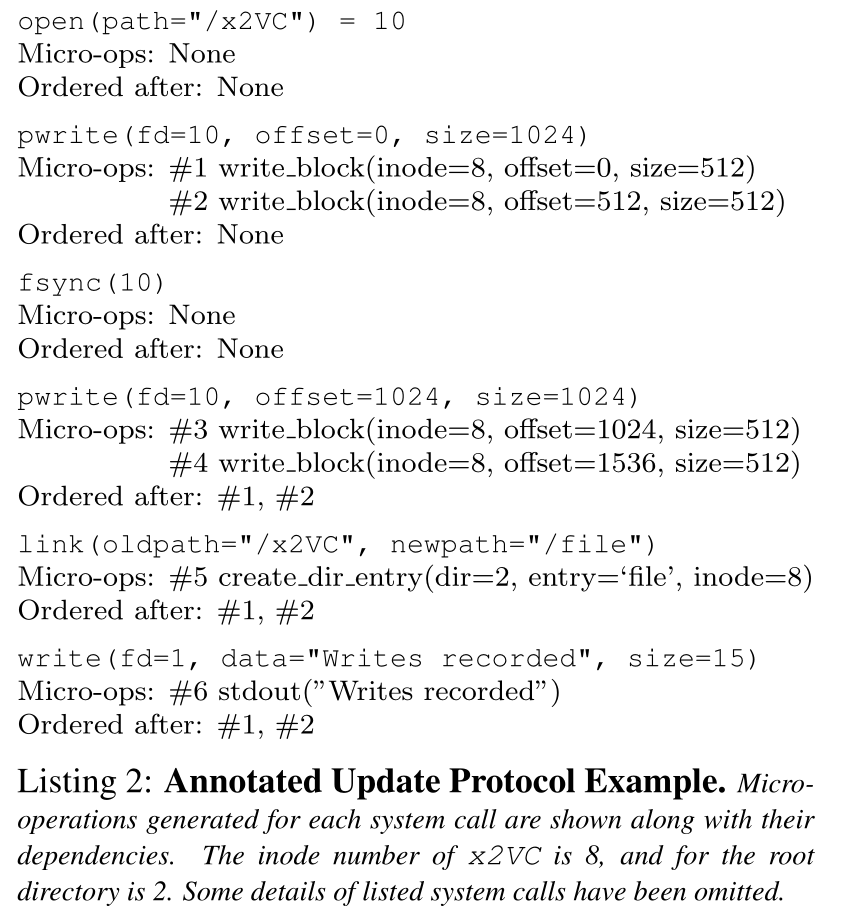 open(path="/x2VC") = 10
Micro-ops: None
Ordered after: None
pwrite(fd=10, offset=0, size=1024)
Micro-ops: #1 write_block(inode=8, offset=0, size=512)
#2 write_block(inode=8, offset=512, size=512)
Ordered after: None
fsync(10)
Micro-ops: None
Ordered after: None
pwrite(fd=10, offset=1024, size=1024)
Micro-ops: #3 write_block(inode=8, offset=1024, size=512)
#4 write_block(inode=8, offset=1536, size=512)
Ordered after: #1, #2
link(oldpath="/x2VC", newpath="/file")
Micro-ops: #5 create_dir_entry(dir=2, entry=‘file’, inode=8)
Ordered after: #1, #2
write(fd=1, data="Writes recorded", size=15)
Micro-ops: #6 stdout(”Writes recorded”)
Ordered after: #1, #2
Listing 2: Annotated Update Protocol Example. Micro-
operations generated for each system call are shown along with their
dependencies. The inode number of x2VC is 8, and for the root
directory is 2. Some details of listed system calls have been omitted.